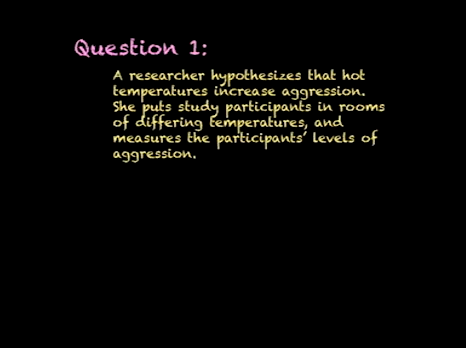 Question 1:
A researcher hypothesizes that hot
temperatures increase aggression.
She puts study participants in rooms
of differing temperatures, and
measures the participants' levels of
aggression.